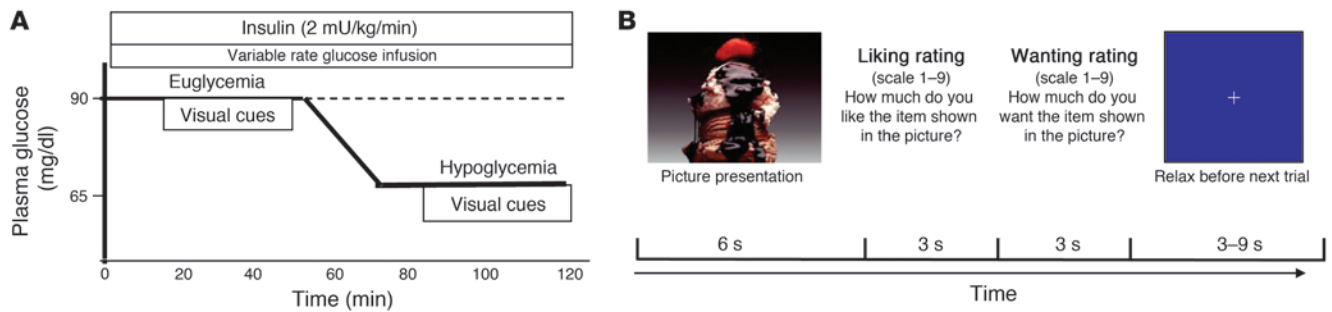 A
Insulin (2 mU/kg/min)
Variable rate glucose infusion
Euglycemia
90
Visual cues
Plasma glucose
(mg/dl)
Hypoglycemia
65
Visual cues
0 20 40 60 80 100 120
Time (min)
B
Liking rating
(scale 1–9)
How much do you
like the item shown
in the picture?
Wanting rating
(scale 1–9)
How much do you
want the item shown
in the picture?
Picture presentation
Relax before next trial
6 s 3 s 3 s 3–9 s
Time